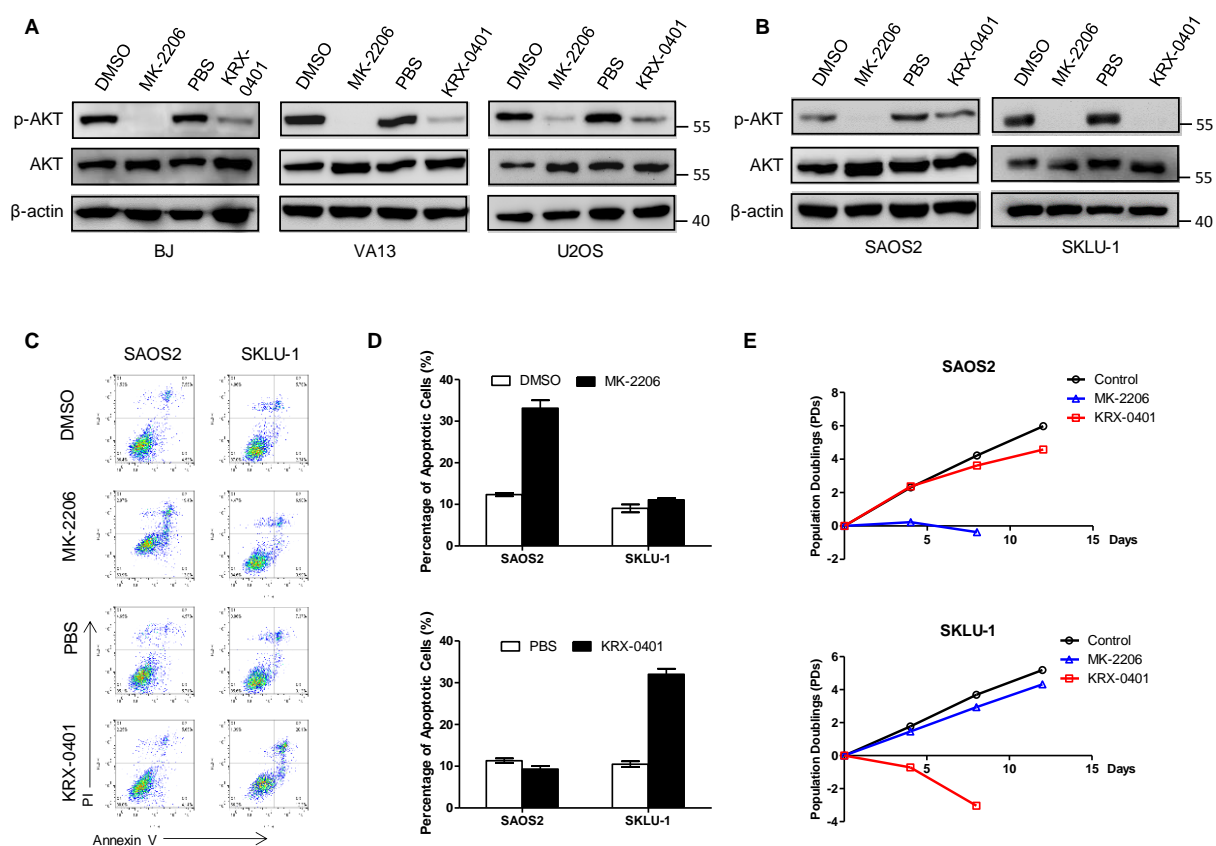 A
DMSO
MK-2206
PBS
KRX-
0401
DMSO
MK-2206
PBS
KRX-0401
DMSO
MK-2206
PBS
KRX-0401
p-AKT
AKT
β-actin
55
55
40
BJ
VA13
U2OS
B
DMSO
MK-2206
PBS
KRX-0401
DMSO
MK-2206
PBS
KRX-0401
p-AKT
AKT
β-actin
55
55
40
SAOS2
SKLU-1
C
SAOS2
SKLU-1
DMSO
MK-2206
PBS
KRX-0401
PI
Annexin V
D
Percentage of Apoptotic Cells (%)
40
30
20
10
0
DMSO
MK-2206
SAOS2
SKLU-1
Percentage of Apoptotic Cells (%)
40
30
20
10
0
PBS
KRX-0401
SAOS2
SKLU-1
E
SAOS2
Population Doublings (PDs)
8
6
4
2
0
-2
5
10
15
Days
Control
MK-2206
KRX-0401
SKLU-1
Population Doublings (PDs)
6
4
2
0
-2
-4
5
10
15
Days
Control
MK-2206
KRX-0401